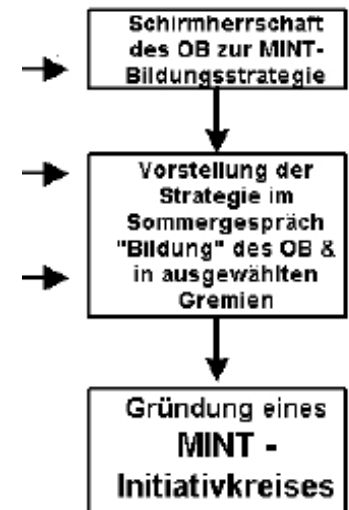 Schirmherrschaft
des OB zur MINT-
Bildungsstrategie
Vorstellung der
Strategie im
Sommergespräch
"Bildung" des OB &
in ausgewählten
Gremien
Gründung eines
MINT -
Initiativkreises